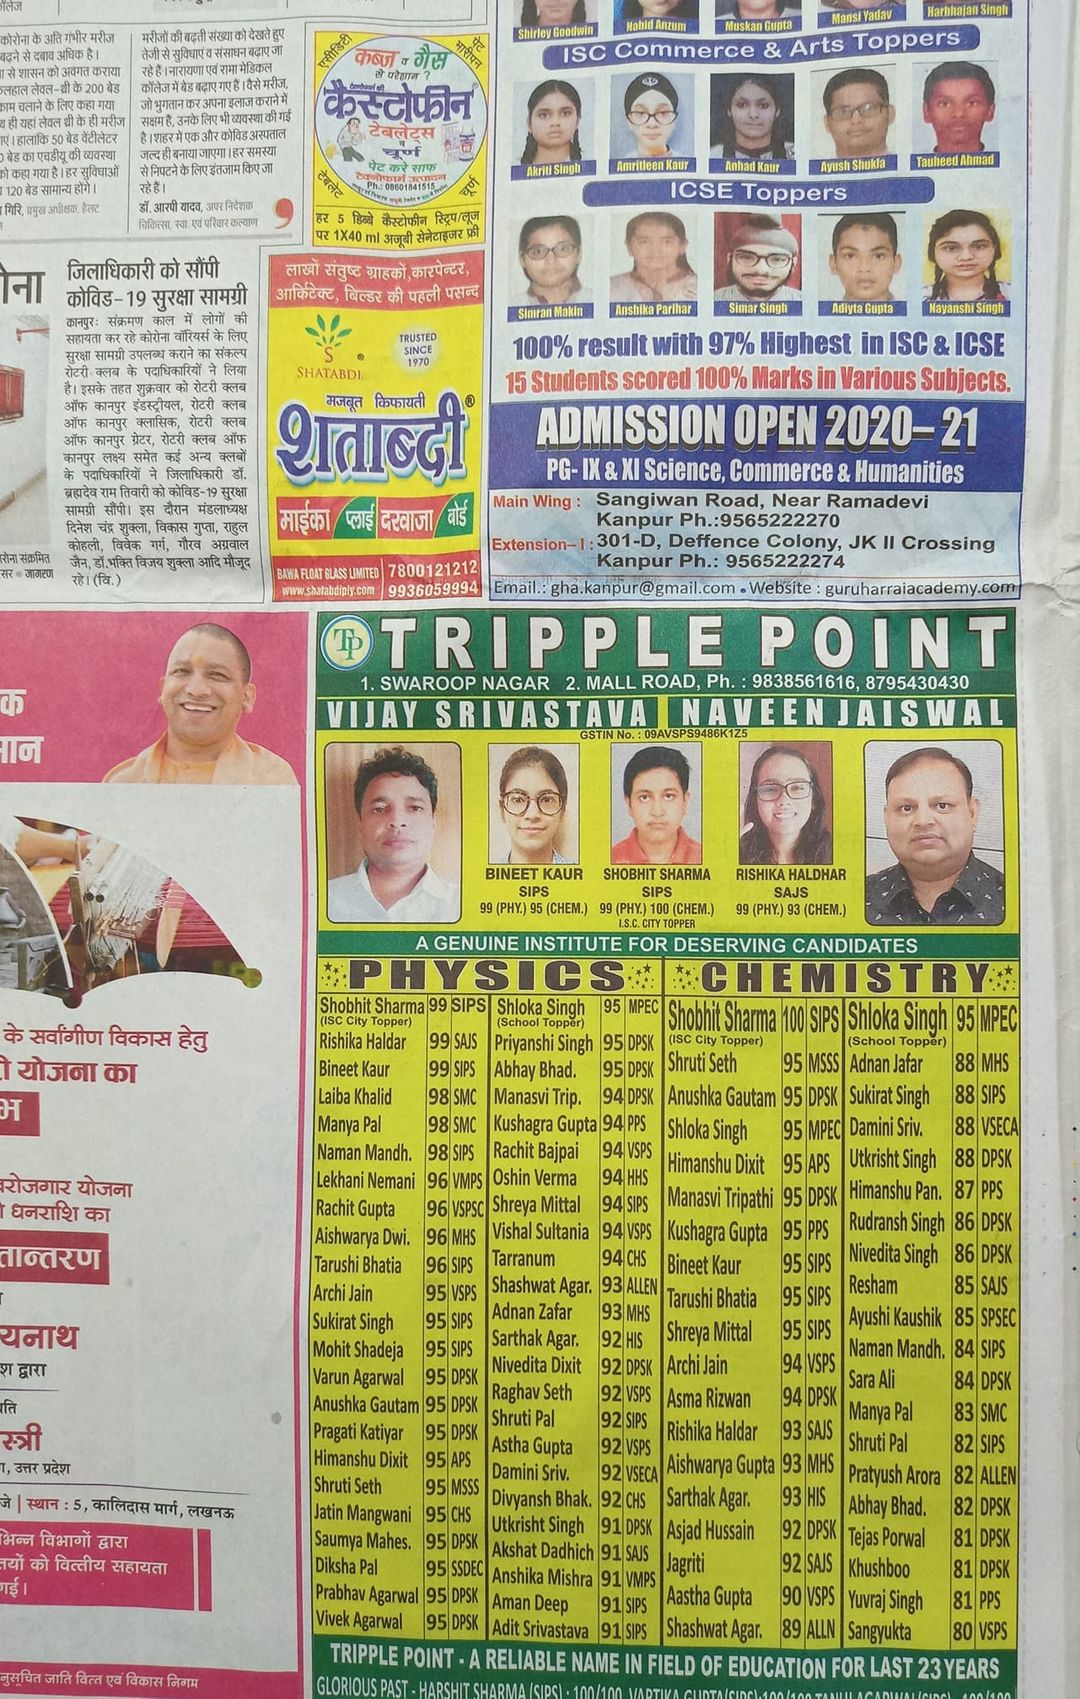 कोरोना के अति गंभीर मरीज
बढ़ने से दबाव अधिक है।
से शासन को अवगत कराया
लेवल-थ्री के 200 बेड
काम चलाने के लिए कहा गया
ही यहां लेवल थ्री के ही मरीज
हालांकि 50 बेड वेंटीलेटर
बेड का एचडीयू की व्यवस्था
को कहा गया है। हर सुविधाओं
120 बेड सामान्य होंगे।
गिरि, प्रमुख अधीक्षक, हैलट
मरीजों की बढ़ती संख्या को देखते हुए
तेजी से सुविधाएं व संसाधन बढ़ाए जा
रहे हैं। नारायणा एवं रामा मेडिकल
कॉलेज में बेड बढ़ाए गए हैं। वैसे मरीज,
जो भुगतान कर अपना इलाज कराने में
सक्षम हैं, उनके लिए भी व्यवस्था की गई
है। शहर में एक और कोविड अस्पताल
जल्द ही बनाया जाएगा। हर समस्या
से निपटने के लिए इंतजाम किए जा
रहे हैं।
डॉ. आरपी यादव, अपर निदेशक
चिकित्सा, स्वा. एवं परिवार कल्याण
जिलाधिकारी को सौंपी
कोविड-19 सुरक्षा सामग्री
कानपुर: संक्रमण काल में लोगों की
सहायता कर रहे कोरोना वॉरियर्स के लिए
सुरक्षा सामग्री उपलब्ध कराने का संकल्प
रोटरी क्लब के पदाधिकारियों ने लिया
है। इसके तहत शुक्रवार को रोटरी क्लब
ऑफ कानपुर इंडस्ट्रीयल, रोटरी क्लब
ऑफ कानपुर क्लासिक, रोटरी क्लब
ऑफ कानपुर ग्रेटर, रोटरी क्लब ऑफ
कानपुर लक्ष्य समेत कई अन्य क्लबों
के पदाधिकारियों ने जिलाधिकारी डॉ.
ब्रह्मदेव राम तिवारी को कोविड-19 सुरक्षा
सामग्री सौंपी। इस दौरान मंडलाध्यक्ष
दिनेश चंद्र शुक्ला, विकास गुप्ता, राहुल
कोहली, विवेक गर्ग, गौरव अग्रवाल
जैन, डॉ.भक्ति विजय शुक्ला आदि मौजूद
रहे। (वि.)
एसीडिटी
पेट भारीपन
कब्ज व गैस
से परेशान ?
कैस्टोफीन
टेबलेट्स
व
चूर्ण
पेट करे साफ
टेक्नोफार्म उत्पादन
Ph.: 08601841515
टेबलेट
चूर्ण
हर 5 डिब्बे कैस्टोफीन स्ट्रिप/लूज
पर 1X40 ml अजूबी सेनेटाइजर फ्री
लाखों संतुष्ट ग्राहकों,कारपेन्टर,
आर्किटेक्ट, बिल्डर की पहली पसन्द
S
SHATABDI
TRUSTED
SINCE
1970
मजबूत किफायती
शताब्दी
माईका प्लाई दरवाजा बोर्ड
BAWA FLOAT GLASS LIMITED
www.shatabdiply.com
7800121212
9936059994
Shirley Goodwin Nahid Anzum Muskan Gupta Mansi Yadav Harbhajan Singh
ISC Commerce & Arts Toppers
Akriti Singh Amritleen Kaur Anhad Kaur Ayush Shukla Tauheed Ahmad
ICSE Toppers
Simran Makin Anshika Parihar Simar Singh Adiyta Gupta Nayanshi Singh
100% result with 97% Highest in ISC & ICSE
15 Students scored 100% Marks in Various Subjects.
ADMISSION OPEN 2020-21
PG- IX & XI Science, Commerce & Humanities
Main Wing : Sangiwan Road, Near Ramadevi
Kanpur Ph.:9565222270
Extension-I : 301-D, Deffence Colony, JK II Crossing
Kanpur Ph.: 9565222274
Email.: gha.kanpur@gmail.com • Website : guruharraiacademy.com
के सर्वांगीण विकास हेतु
योजना का
रोजगार योजना
धनराशि का
द्वारा
उत्तर प्रदेश
स्थान : 5, कालिदास मार्ग, लखनऊ
विभागों द्वारा
को वित्तीय सहायता
जाति वित्त एवं विकास निगम
TP TRIPPLE POINT
1. SWAROOP NAGAR 2. MALL ROAD, Ph. : 9838561616, 8795430430
VIJAY SRIVASTAVA NAVEEN JAISWAL
GSTIN No. : 09AVSPS9486K1Z5
BINEET KAUR
SIPS
99 (PHY.) 95 (CHEM.)
SHOBHIT SHARMA
SIPS
99 (PHY.) 100 (CHEM.)
I.S.C. CITY TOPPER
RISHIKA HALDHAR
SAJS
99 (PHY.) 93 (CHEM.)
A GENUINE INSTITUTE FOR DESERVING CANDIDATES
PHYSICS
Shobhit Sharma 99 SIPS
(ISC City Topper)
Rishika Haldar 99 SAJS
Bineet Kaur 99 SIPS
Laiba Khalid 98 SMC
Manya Pal 98 SMC
Naman Mandh. 98 SIPS
Lekhani Nemani 96 VMPS
Rachit Gupta 96 VSPSC
Aishwarya Dwi. 96 MHS
Tarushi Bhatia 96 SIPS
Archi Jain 95 VSPS
Sukirat Singh 95 SIPS
Mohit Shadeja 95 SIPS
Varun Agarwal 95 DPSK
Anushka Gautam 95 DPSK
Pragati Katiyar 95 DPSK
Himanshu Dixit 95 APS
Shruti Seth 95 MSSS
Jatin Mangwani 95 CHS
Saumya Mahes. 95 DPSK
Diksha Pal 95 SSDEC
Prabhav Agarwal 95 DPSK
Vivek Agarwal 95 DPSK
Shloka Singh 95 MPEC
(School Topper)
Priyanshi Singh 95 DPSK
Abhay Bhad. 95 DPSK
Manasvi Trip. 94 DPSK
Kushagra Gupta 94 PPS
Rachit Bajpai 94 VSPS
Oshin Verma 94 HHS
Shreya Mittal 94 SIPS
Vishal Sultania 94 VSPS
Tarranum 94 CHS
Shashwat Agar. 93 ALLEN
Adnan Zafar 93 MHS
Sarthak Agar. 92 HIS
Nivedita Dixit 92 DPSK
Raghav Seth 92 VSPS
Shruti Pal 92 SIPS
Astha Gupta 92 VSPS
Damini Sriv. 92 VSECA
Divyansh Bhak. 92 CHS
Utkrisht Singh 91 DPSK
Akshat Dadhich 91 SAJS
Anshika Mishra 91 VMPS
Aman Deep 91 SIPS
Adit Srivastava 91 SIPS
CHEMISTRY
Shobhit Sharma 100 SIPS
(ISC City Topper)
Shruti Seth 95 MSSS
Anushka Gautam 95 DPSK
Shloka Singh 95 MPEC
Himanshu Dixit 95 APS
Manasvi Tripathi 95 DPSK
Kushagra Gupta 95 PPS
Bineet Kaur 95 SIPS
Tarushi Bhatia 95 SIPS
Shreya Mittal 95 SIPS
Archi Jain 94 VSPS
Asma Rizwan 94 DPSK
Rishika Haldar 93 SAJS
Aishwarya Gupta 93 MHS
Sarthak Agar. 93 HIS
Asjad Hussain 92 DPSK
Jagriti 92 SAJS
Aastha Gupta 90 VSPS
Shashwat Agar. 89 ALLN
Shloka Singh 95 MPEC
(School Topper)
Adnan Jafar 88 MHS
Sukirat Singh 88 SIPS
Damini Sriv. 88 VSECA
Utkrisht Singh 88 DPSK
Himanshu Pan. 87 PPS
Rudransh Singh 86 DPSK
Nivedita Singh 86 DPSK
Resham 85 SAJS
Ayushi Kaushik 85 SPSEC
Naman Mandh. 84 SIPS
Sara Ali 84 DPSK
Manya Pal 83 SMC
Shruti Pal 82 SIPS
Pratyush Arora 82 ALLEN
Abhay Bhad. 82 DPSK
Tejas Porwal 81 DPSK
Khushboo 81 DPSK
Yuvraj Singh 81 PPS
Sangyukta 80 VSPS
TRIPPLE POINT - A RELIABLE NAME IN FIELD OF EDUCATION FOR LAST 23 YEARS
GLORIOUS PAST - HARSHIT SHARMA (SIPS) : 100/100